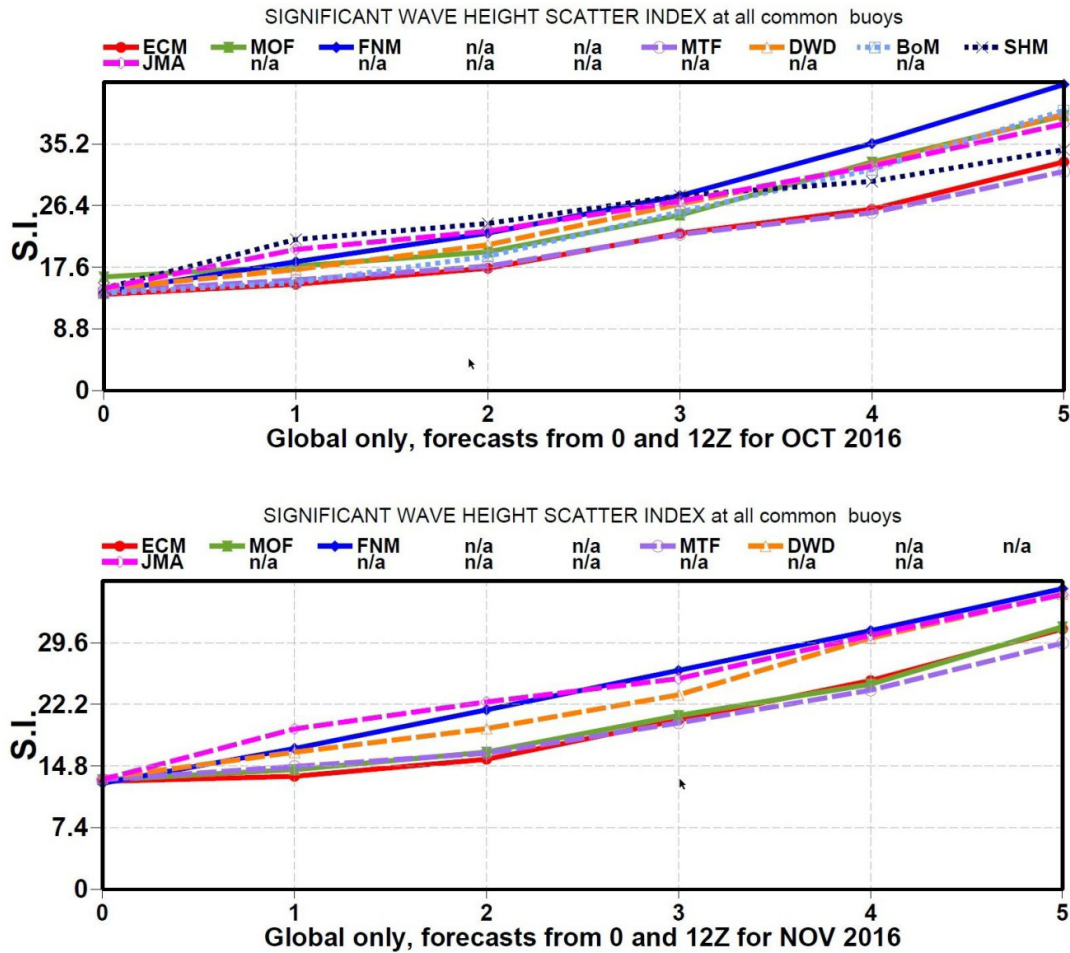 SIGNIFICANT WAVE HEIGHT SCATTER INDEX at all common buoys
ECM MOF FNM n/a n/a MTF DWD BoM SHM
JMA n/a n/a n/a n/a n/a n/a n/a
35.2
26.4
17.6
8.8
0
S.I.
0 1 2 3 4 5
Global only, forecasts from 0 and 12Z for OCT 2016
SIGNIFICANT WAVE HEIGHT SCATTER INDEX at all common buoys
ECM MOF FNM n/a n/a MTF DWD n/a n/a
JMA n/a n/a n/a n/a n/a n/a n/a
29.6
22.2
14.8
7.4
0
S.I.
0 1 2 3 4 5
Global only, forecasts from 0 and 12Z for NOV 2016